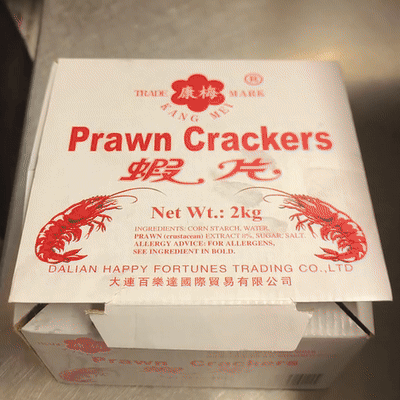 TRADE 康梅 MARK
KANG MEI
Prawn Crackers
蝦片
Net Wt.: 2kg
INGREDIENTS: CORN STARCH, WATER,
PRAWN (crustacean) EXTRACT 8%, SUGAR, SALT
ALLERGY ADVICE: FOR ALLERGENS,
SEE INGREDIENT IN BOLD.
DALIAN HAPPY FORTUNES TRADING CO.,LTD
大連百樂達國際貿易有限公司
Prawn Crackers